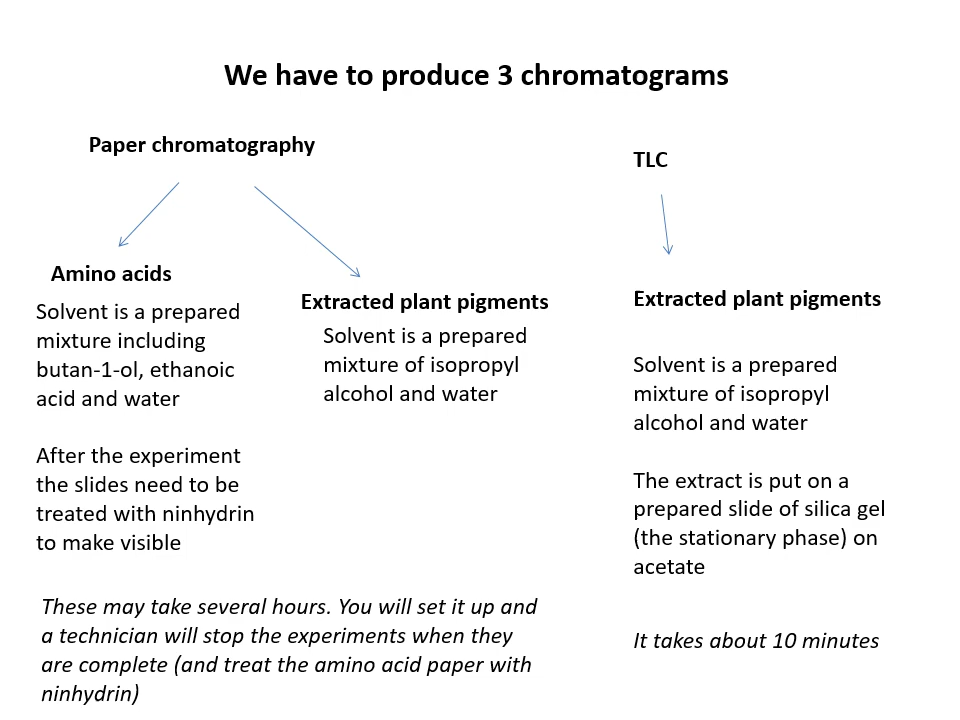 We have to produce 3 chromatograms
Paper chromatography
TLC
Amino acids
Solvent is a prepared
mixture including
butan-1-ol, ethanoic
acid and water
After the experiment
the slides need to be
treated with ninhydrin
to make visible
Extracted plant pigments
Solvent is a prepared
mixture of isopropyl
alcohol and water
These may take several hours. You will set it up and
a technician will stop the experiments when they
are complete (and treat the amino acid paper with
ninhydrin)
Extracted plant pigments
Solvent is a prepared
mixture of isopropyl
alcohol and water
The extract is put on a
prepared slide of silica gel
(the stationary phase) on
acetate
It takes about 10 minutes